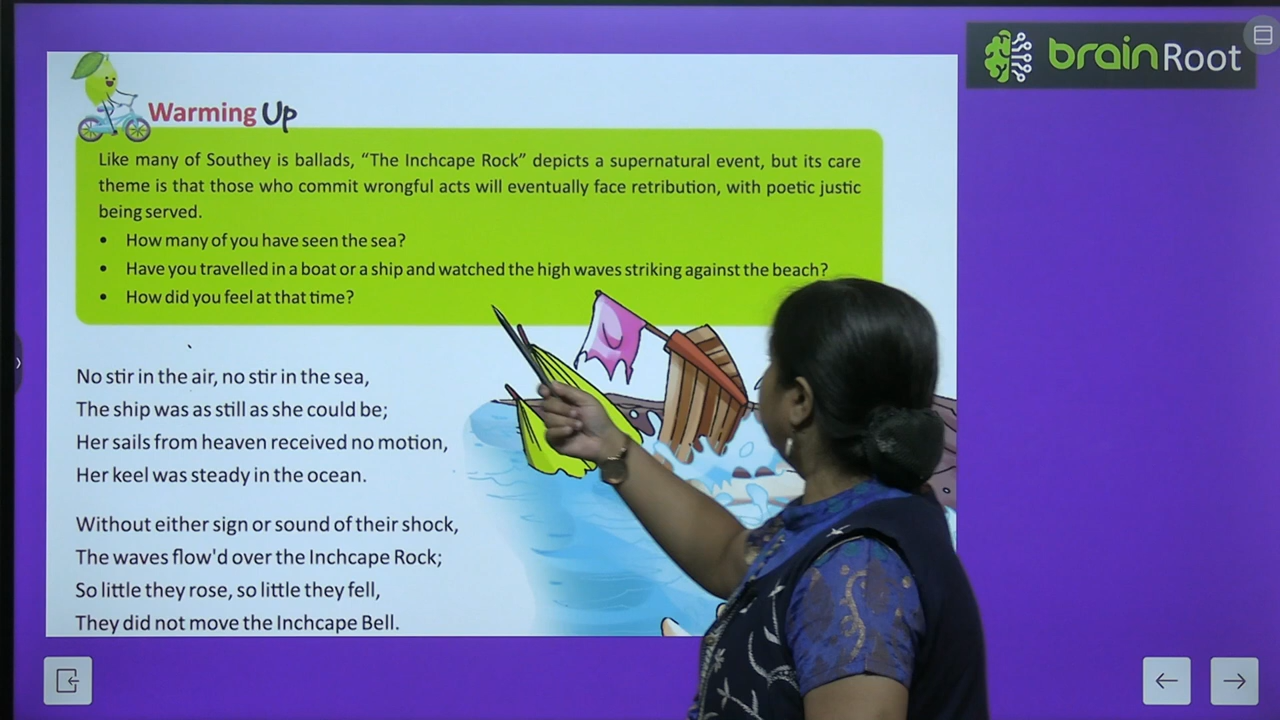 brainRoot
Warming Up
Like many of Southey is ballads, “The Inchcape Rock” depicts a supernatural event, but its care
theme is that those who commit wrongful acts will eventually face retribution, with poetic justic
being served.
• How many of you have seen the sea?
• Have you travelled in a boat or a ship and watched the high waves striking against the beach?
• How did you feel at that time?
No stir in the air, no stir in the sea,
The ship was as still as she could be;
Her sails from heaven received no motion,
Her keel was steady in the ocean.
Without either sign or sound of their shock,
The waves flow'd over the Inchcape Rock;
So little they rose, so little they fell,
They did not move the Inchcape Bell.